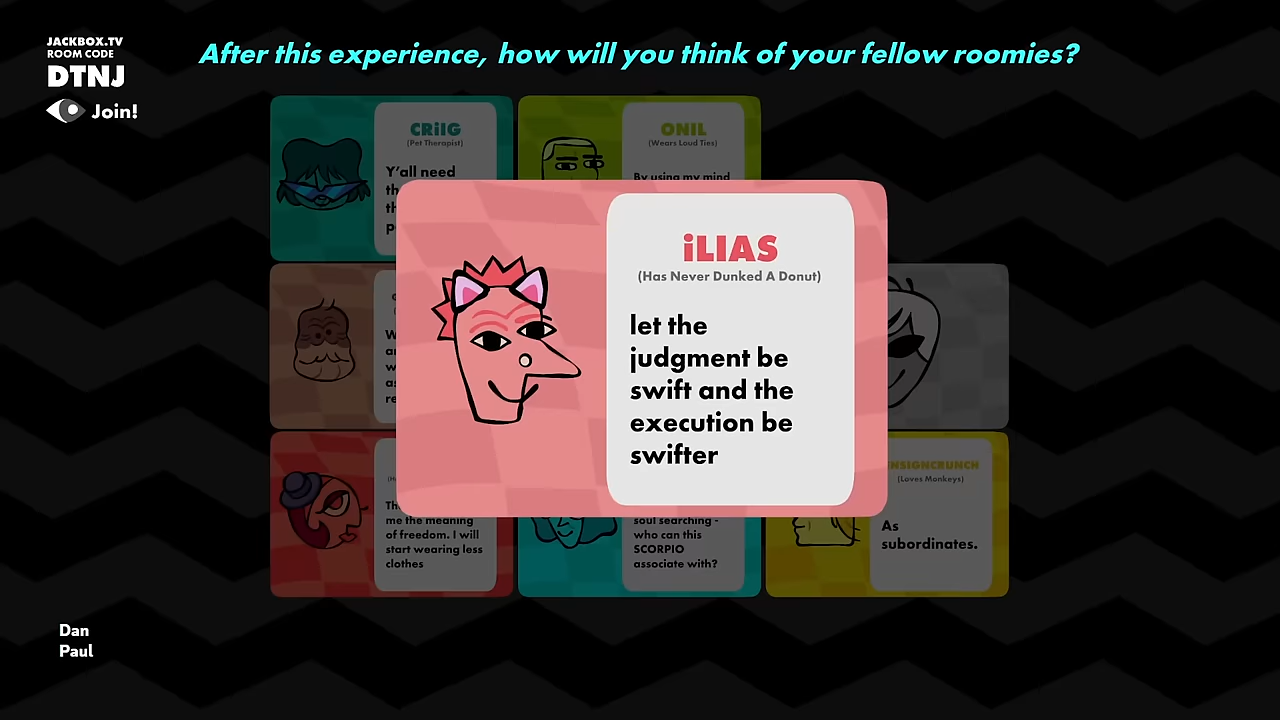 JACKBOX.TV
ROOM CODE
DTNJ
Join!
After this experience, how will you think of your fellow roomies?
CRiIG
(Pet Therapist)
Y'all need
ONIL
(Wears Loud Ties)
By using my mind
iLIAS
(Has Never Dunked A Donut)
let the
judgment be
swift and the
execution be
swifter
me the meaning
of freedom. I will
start wearing less
clothes
soul searching -
who can this
SCORPIO
associate with?
(Loves Monkeys)
As
subordinates.
Dan
Paul